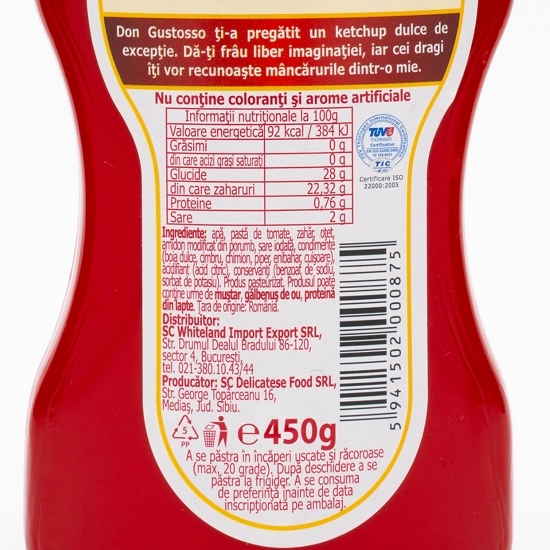 Don Gustosso ți-a pregătit un ketchup dulce de
excepție. Dă-ți frâu liber imaginației, iar cei dragi
îți vor recunoaște mâncărurile dintr-o mie.
Nu conține coloranți și arome artificiale
Informații nutriționale la 100g
Valoare energetică 92 kcal / 384 kJ
Grăsimi 0 g
din care acizi grași saturați 0 g
Glucide 28 g
din care zaharuri 22,32 g
Proteine 0,76 g
Sare 2 g
TÜV
Certification
TIC
Certificare ISO
22000:2005
Ingrediente: apă, pastă de tomate, zahăr, oțet,
amidon modificat din porumb, sare iodată, condimente
(boia dulce, cimbru, chimion, piper, enibahar, cuișoare),
acidifiant (acid citric), conservanți (benzoat de sodiu,
sorbat de potasiu). Produs pasteurizat. Produsul poate
conține urme de muștar, gălbenuș de ou, proteină
din lapte. Țara de origine: România.
Distribuitor:
SC Whiteland Import Export SRL,
Str. Drumul Dealul Bradului 86-120,
sector 4, București,
tel. 021-380.10.43/44
Producător: SC Delicatese Food SRL,
Str. George Topârceanu 16,
Mediaș, Jud. Sibiu.
5 941502 000875
5
PP
e 450g
A se păstra în încăperi uscate și răcoroase
(max. 20 grade). După deschidere a se
păstra la frigider. A se consuma
de preferință înainte de data
inscripționată pe ambalaj.